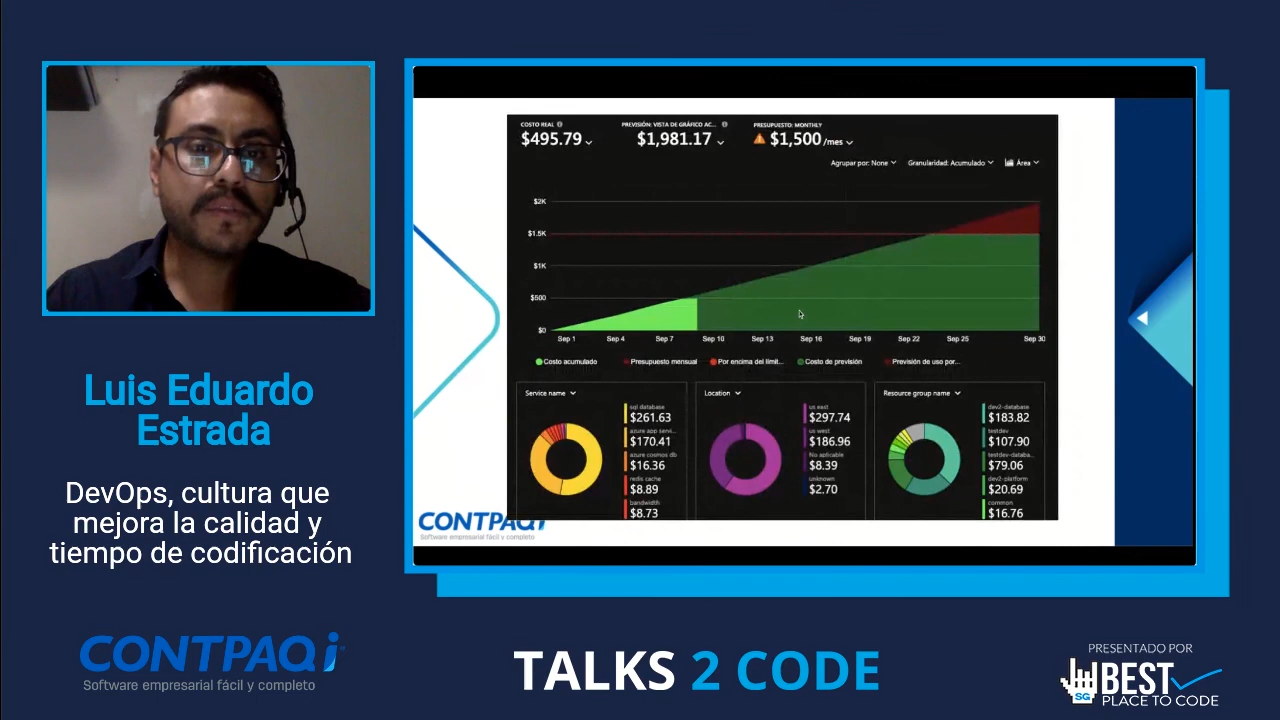 COSTO REAL
$495.79
PREVISIÓN: VISTA DE GRÁFICO AC...
$1,981.17
PRESUPUESTO: MONTHLY
$1,500 /mes
Agrupar por: None
Granularidad: Acumulado
Área
$2K
$1.5K
$1K
$500
$0
Sep 1
Sep 4
Sep 7
Sep 10
Sep 13
Sep 16
Sep 19
Sep 22
Sep 25
Sep 30
Costo acumulado
Presupuesto mensual
Por encima del límit...
Costo de previsión
Previsión de uso por...
Service name
sql database
$261.63
azure app servi...
$170.41
azure cosmos db
$16.36
redis cache
$8.89
bandwidth
$8.73
Location
us east
$297.74
us west
$186.96
No aplicable
$8.39
unknown
$2.70
Resource group name
dev2-database
$183.82
testdev
$107.90
testdev-databa...
$79.06
dev2-platform
$20.69
common
$16.76
CONTPAQi
Software empresarial fácil y completo
Luis Eduardo
Estrada
DevOps, cultura que
mejora la calidad y
tiempo de codificación
CONTPAQi
Software empresarial fácil y completo
TALKS 2 CODE
PRESENTADO POR
SG
BEST
PLACE TO CODE